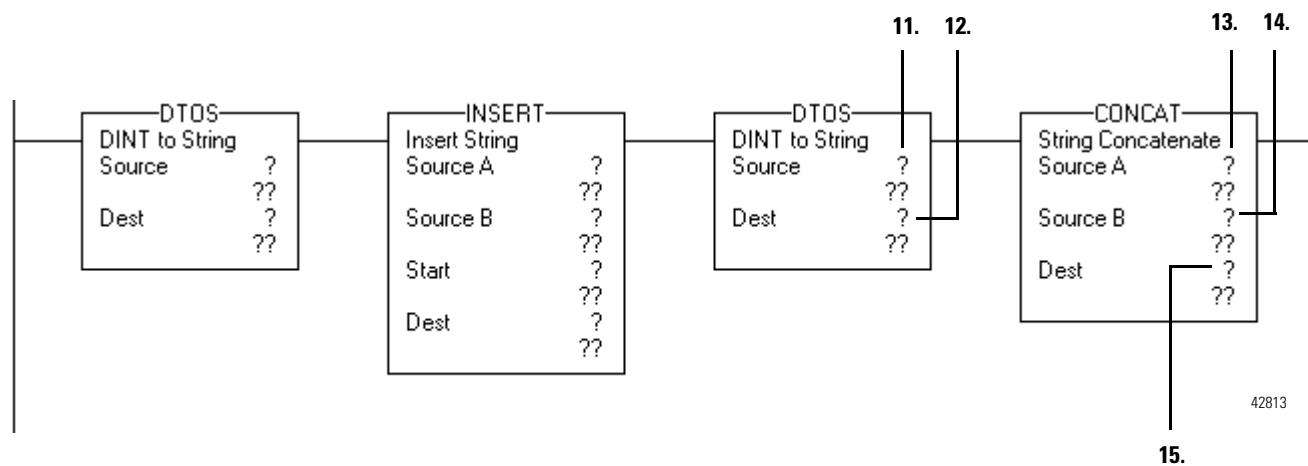 11. 12. 13. 14.
DTOS
DINT to String
Source ?
??
Dest ?
??
INSERT
Insert String
Source A ?
??
Source B ?
??
Start ?
??
Dest ?
??
DTOS
DINT to String
Source ?
??
Dest ?
??
CONCAT
String Concatenate
Source A ?
??
Source B ?
??
Dest ?
??
42813
15.